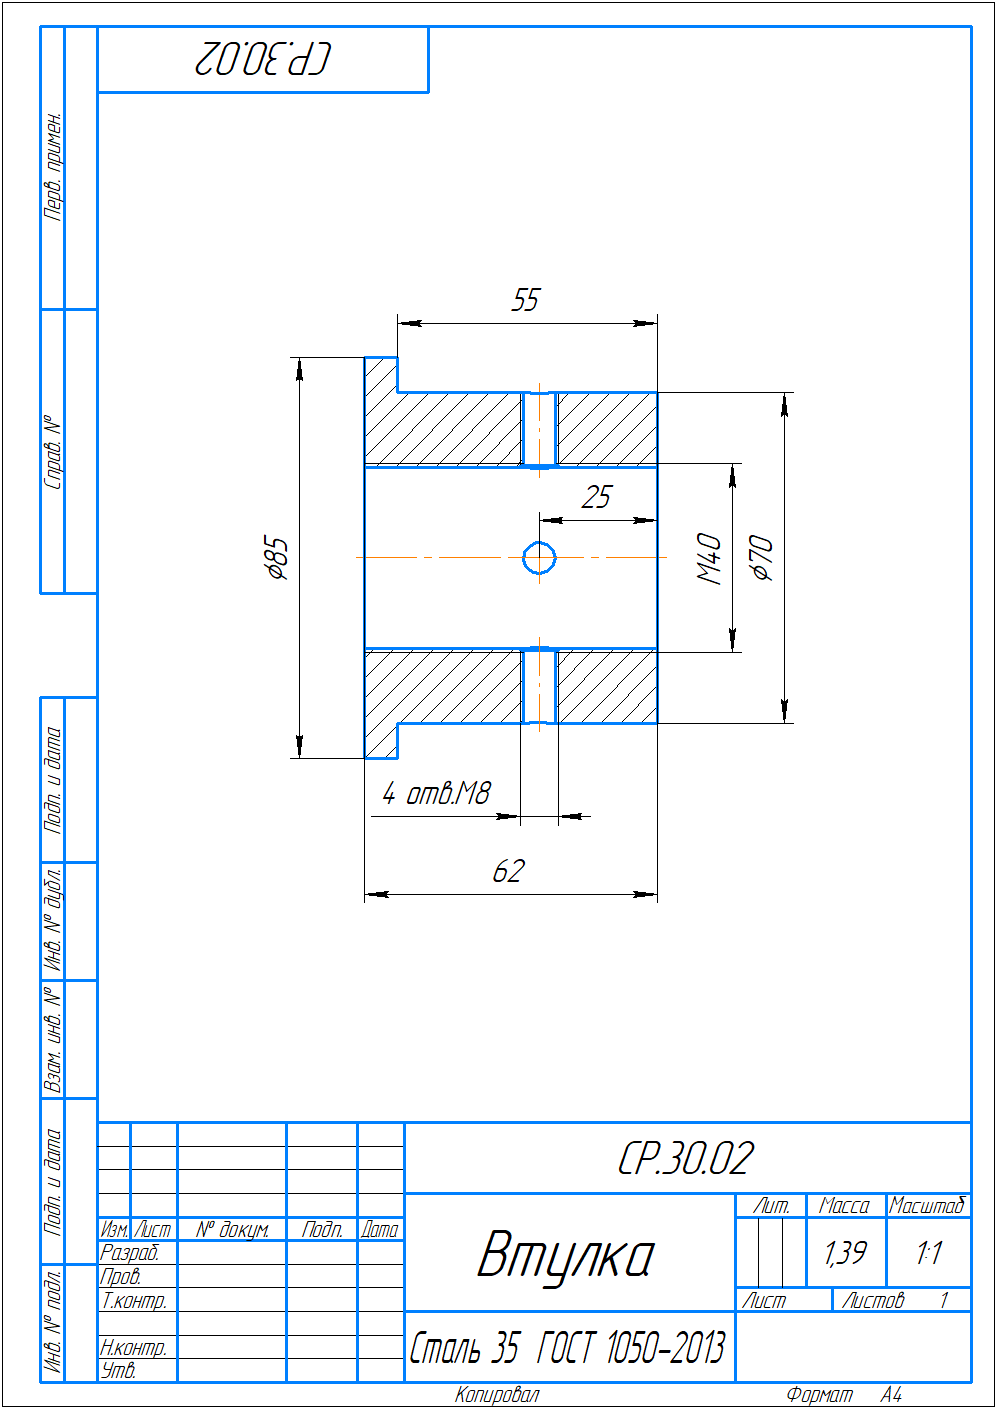 СР.30.02
Перв. примен.
Справ. №
Подп. и дата
Инв. № дубл.
Взам. инв. №
Подп. и дата
Инв. № подл.
55
25
⌀85
М40
⌀70
4 отв.М8
62
СР.30.02
Изм. Лист № докум. Подп. Дата
Разраб.
Пров.
Т.контр.
Н.контр.
Утв.
Втулка
Лит. Масса Масштаб
1,39 1:1
Лист Листов 1
Сталь 35 ГОСТ 1050-2013
Копировал Формат А4